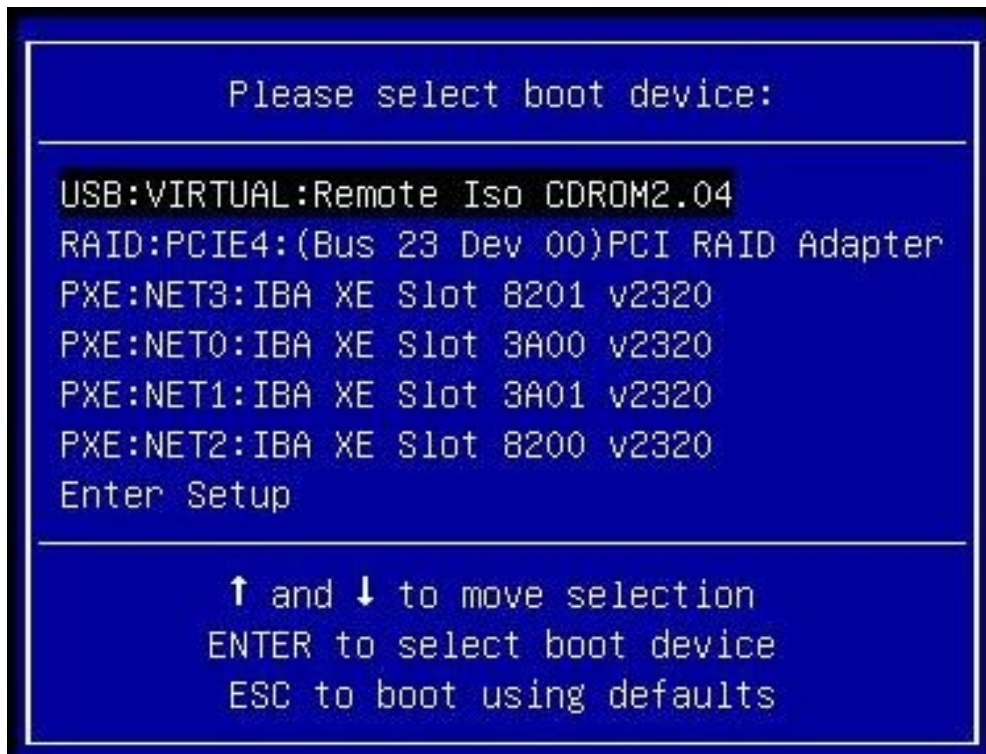 Please select boot device:
USB:VIRTUAL:Remote Iso CDROM2.04
RAID:PCIE4:(Bus 23 Dev 00)PCI RAID Adapter
PXE:NET3:IBA XE Slot 8201 v2320
PXE:NET0:IBA XE Slot 3A00 v2320
PXE:NET1:IBA XE Slot 3A01 v2320
PXE:NET2:IBA XE Slot 8200 v2320
Enter Setup
↑ and ↓ to move selection
ENTER to select boot device
ESC to boot using defaults